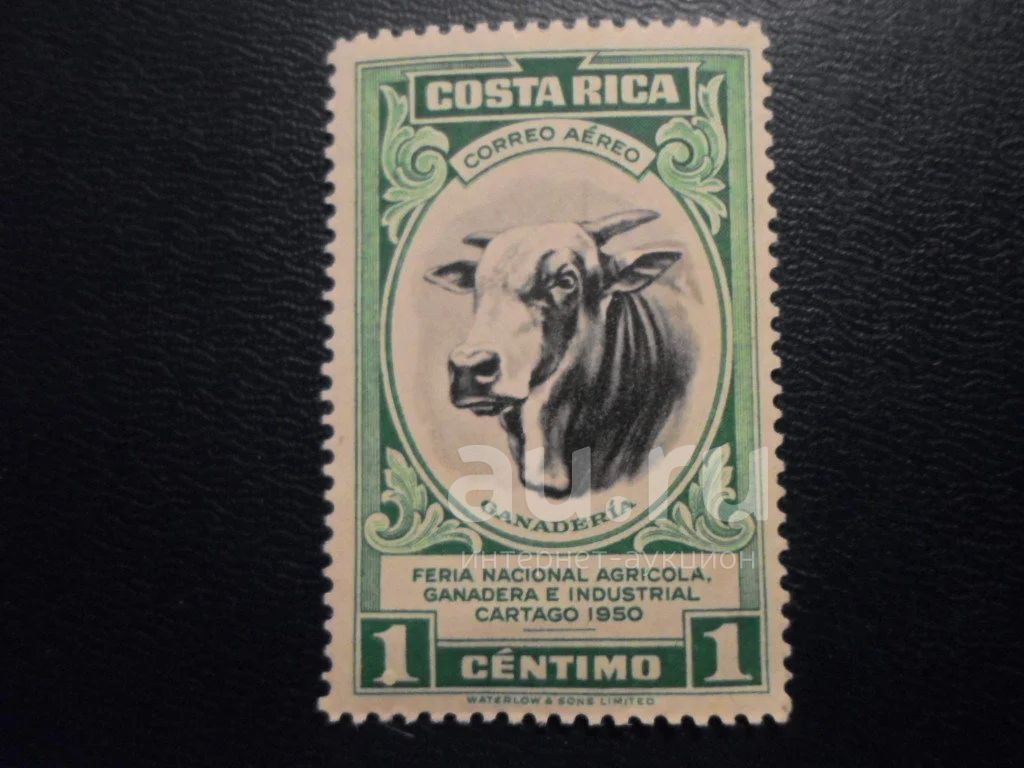 COSTA RICA
CORREO AÉREO
GANADERÍA
au.ru
интернет-аукцион
FERIA NACIONAL AGRICOLA,
GANADERA E INDUSTRIAL
CARTAGO 1950
1 CÉNTIMO 1
WATERLOW & SONS LIMITED